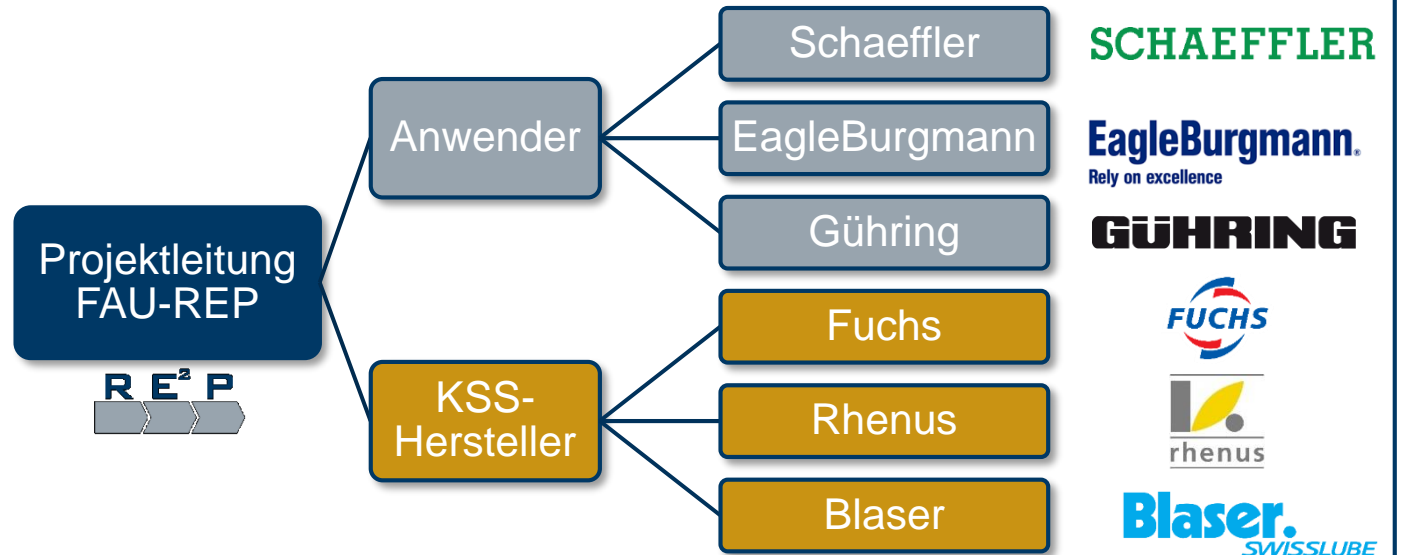 Projektleitung
FAU-REP
R E² P
Anwender
KSS-
Hersteller
Schaeffler
EagleBurgmann
Gühring
Fuchs
Rhenus
Blaser
SCHAEFFLER
EagleBurgmann®
Rely on excellence
GÜHRING
FUCHS
rhenus
Blaser.
SWISSLUBE